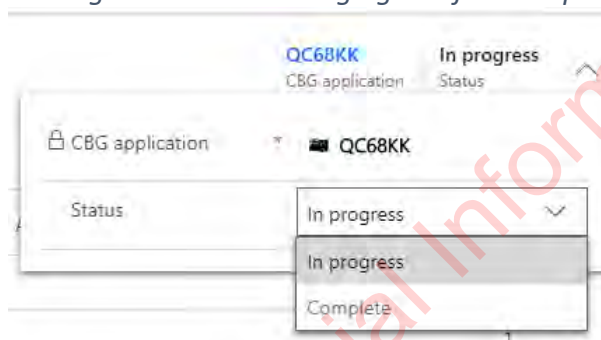 QC68KK In progress
CBG application Status
CBG application * QC68KK
Status In progress
In progress
Complete